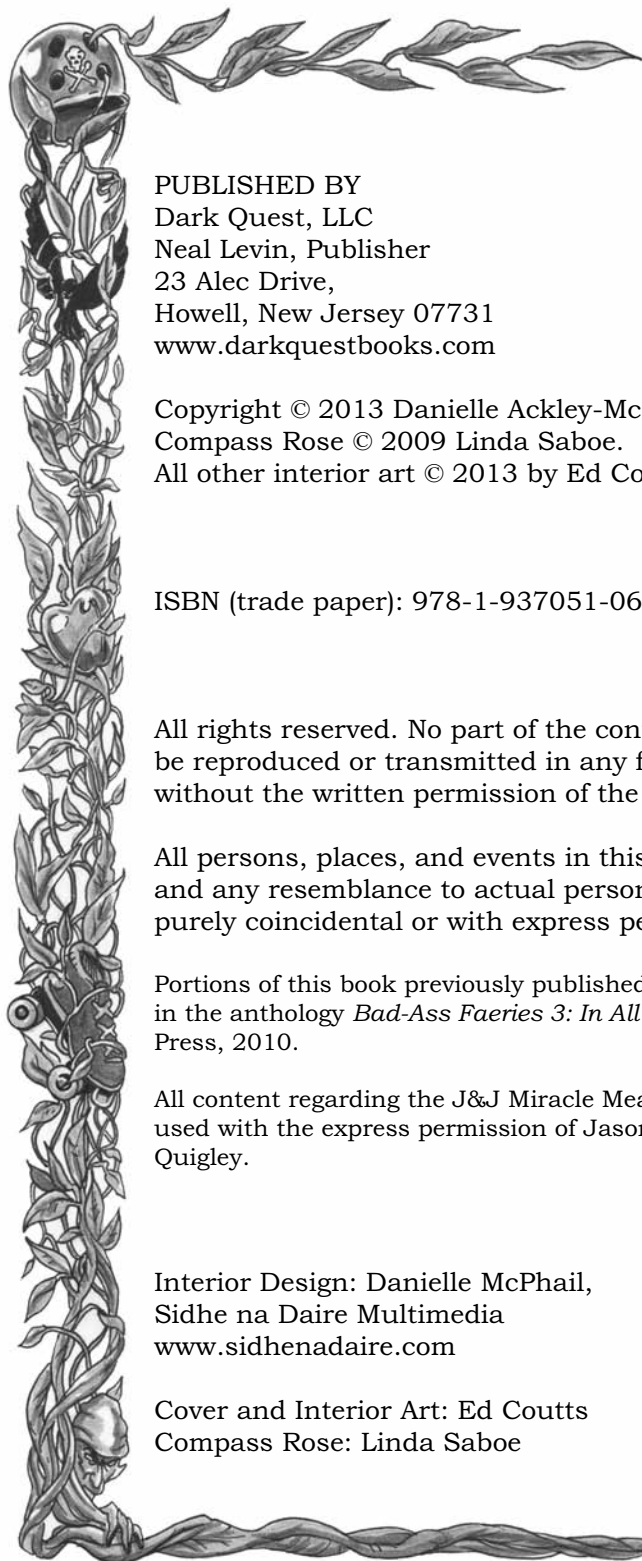 PUBLISHED BY
Dark Quest, LLC
Neal Levin, Publisher
23 Alec Drive,
Howell, New Jersey 07731
www.darkquestbooks.com
Copyright © 2013 Danielle Ackley-Mc
Compass Rose © 2009 Linda Saboe.
All other interior art © 2013 by Ed Co
ISBN (trade paper): 978-1-937051-06
All rights reserved. No part of the con
be reproduced or transmitted in any f
without the written permission of the
All persons, places, and events in this
and any resemblance to actual person
purely coincidental or with express pe
Portions of this book previously published
in the anthology Bad-Ass Faeries 3: In All
Press, 2010.
All content regarding the J&J Miracle Mea
used with the express permission of Jason
Quigley.
Interior Design: Danielle McPhail,
Sidhe na Daire Multimedia
www.sidhenadaire.com
Cover and Interior Art: Ed Coutts
Compass Rose: Linda Saboe